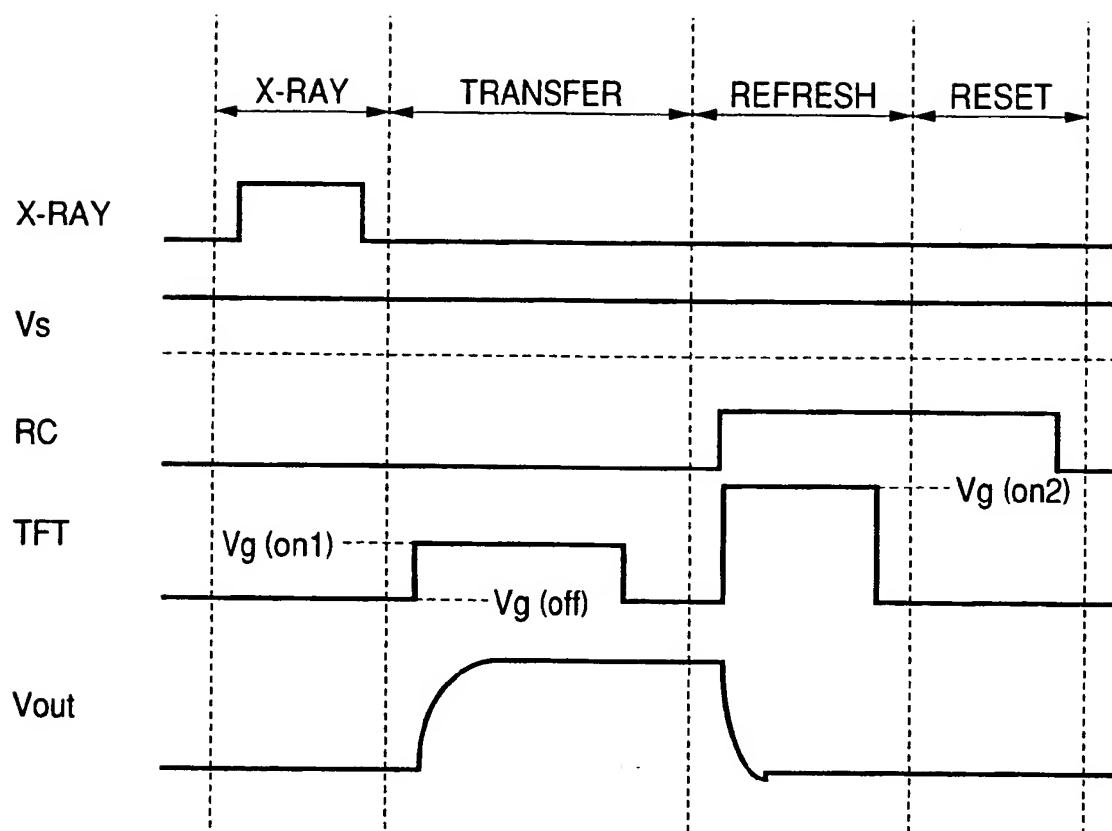 X-RAY TRANSFER REFRESH RESET
X-RAY
Vs
RC
Vg (on2)
TFT
Vg (on1)
Vg (off)
Vout